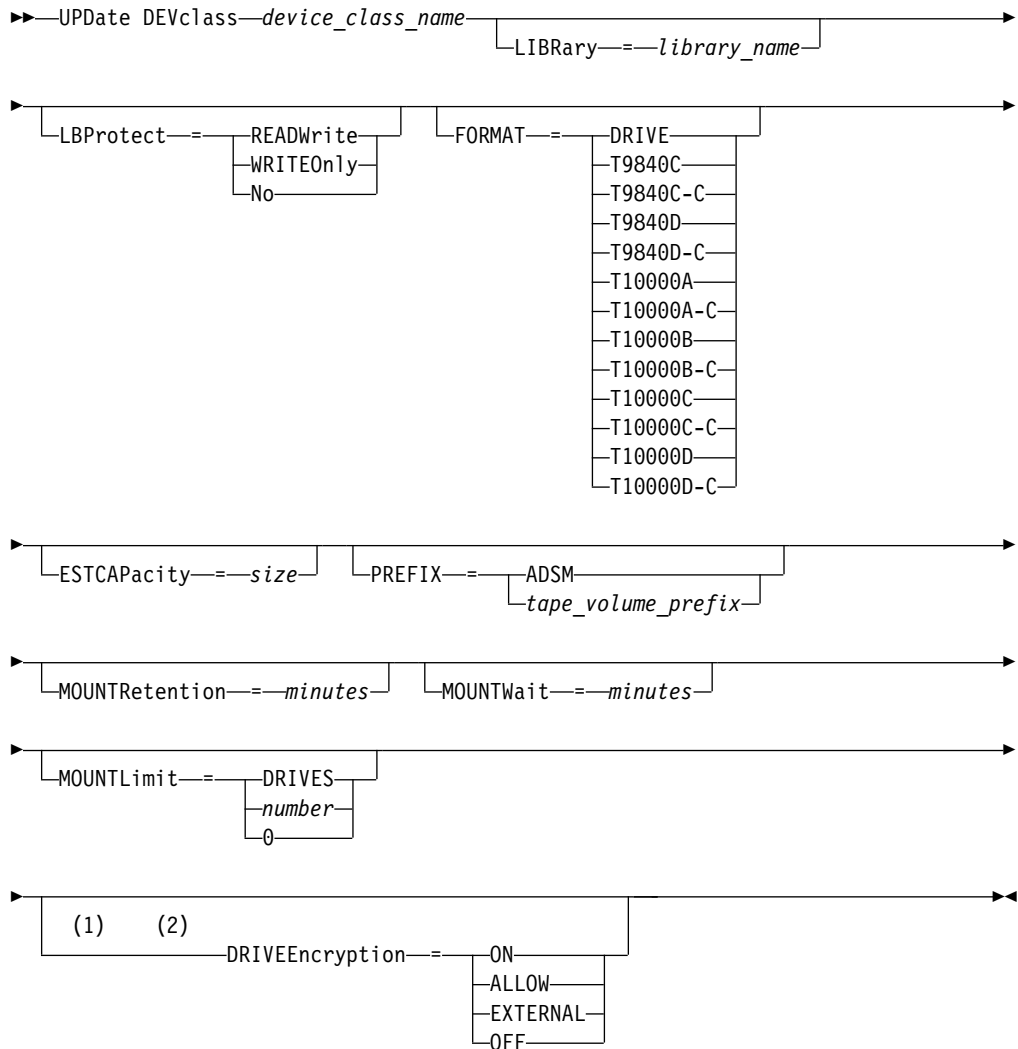 UPDate DEVclass device_class_name
LIBRary = library_name
LBProtect = READWrite FORMAT = DRIVE
WRITEOnly T9840C
No T9840C-C
T9840D
T9840D-C
T10000A
T10000A-C
T10000B
T10000B-C
T10000C
T10000C-C
T10000D
T10000D-C
ESTCAPacity = size PREFIX = ADSM
tape_volume_prefix
MOUNTRetention = minutes MOUNTWait = minutes
MOUNTLimit = DRIVES
number
0
(1) (2)
DRIVEEncryption = ON
ALLOW
EXTERNAL
OFF